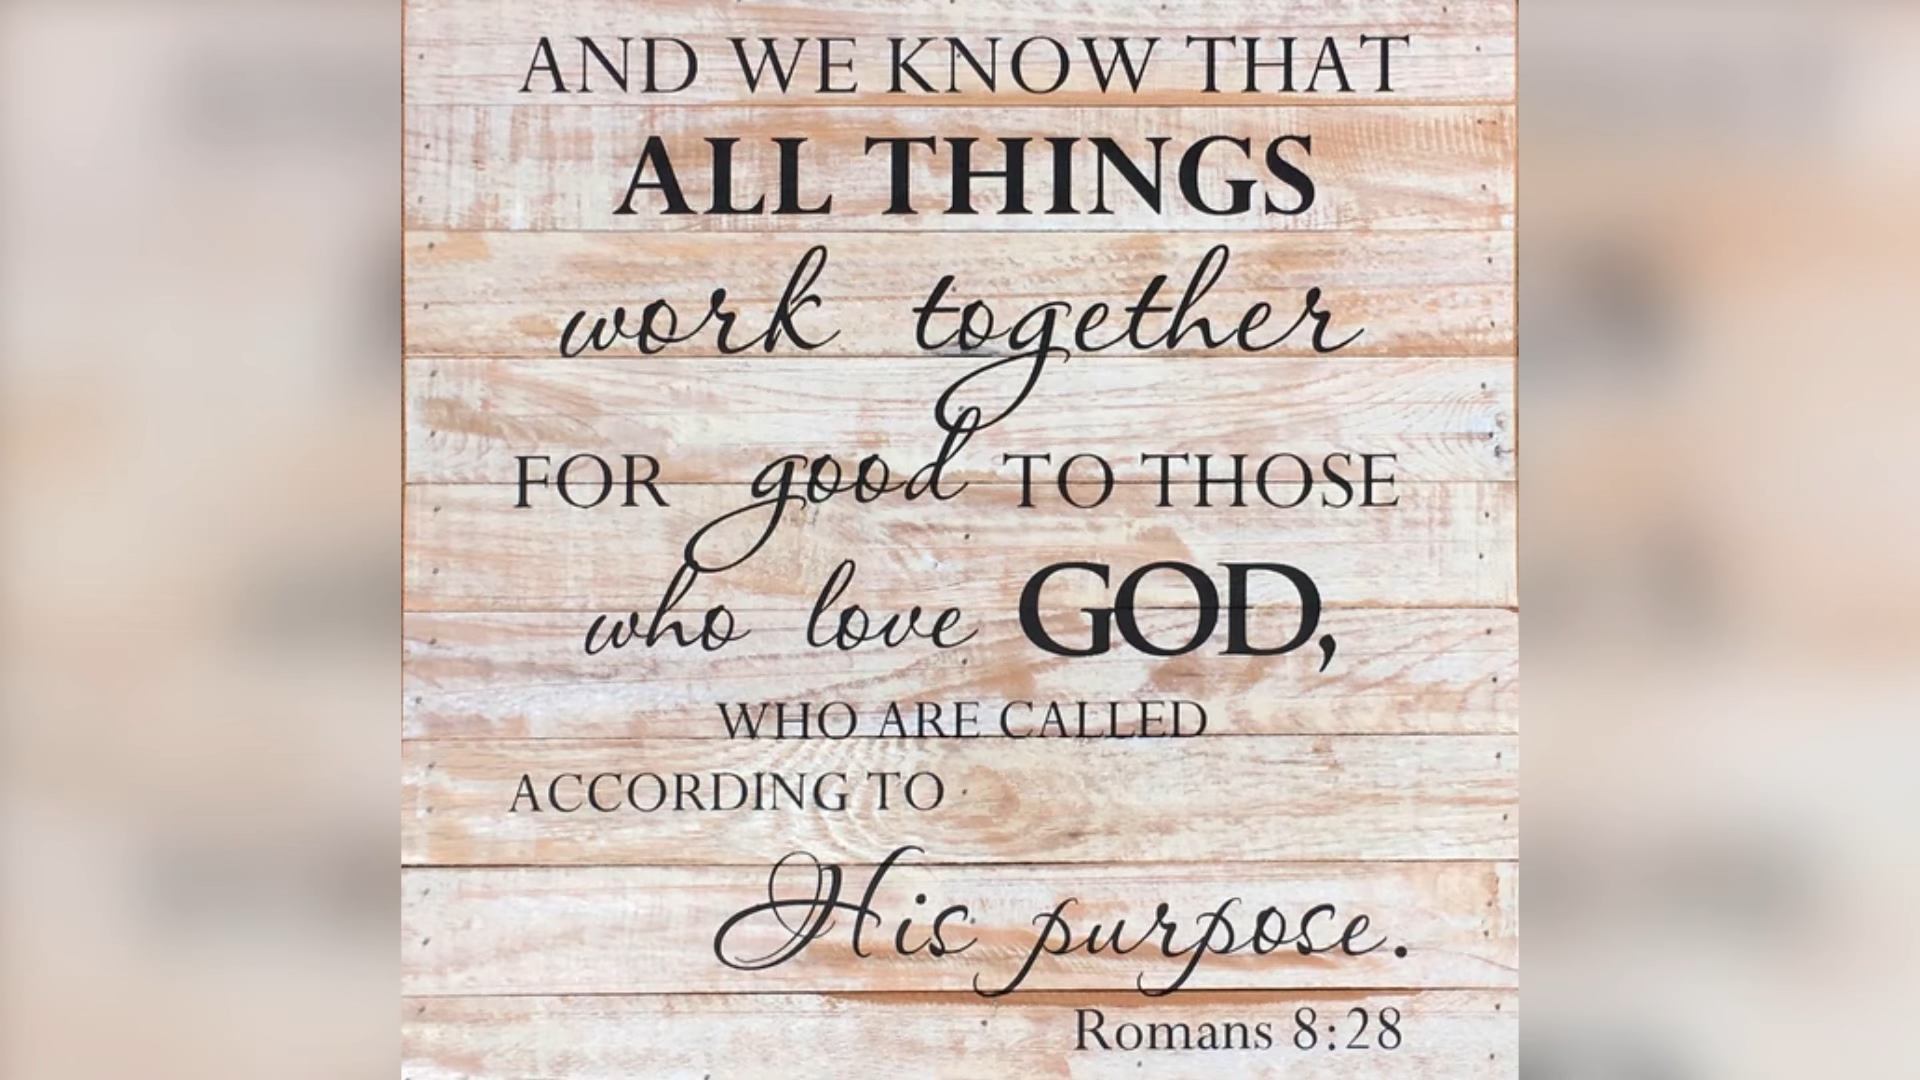 AND WE KNOW THAT
ALL THINGS
work together
FOR good TO THOSE
who love GOD,
WHO ARE CALLED
ACCORDING TO
His purpose.
Romans 8:28